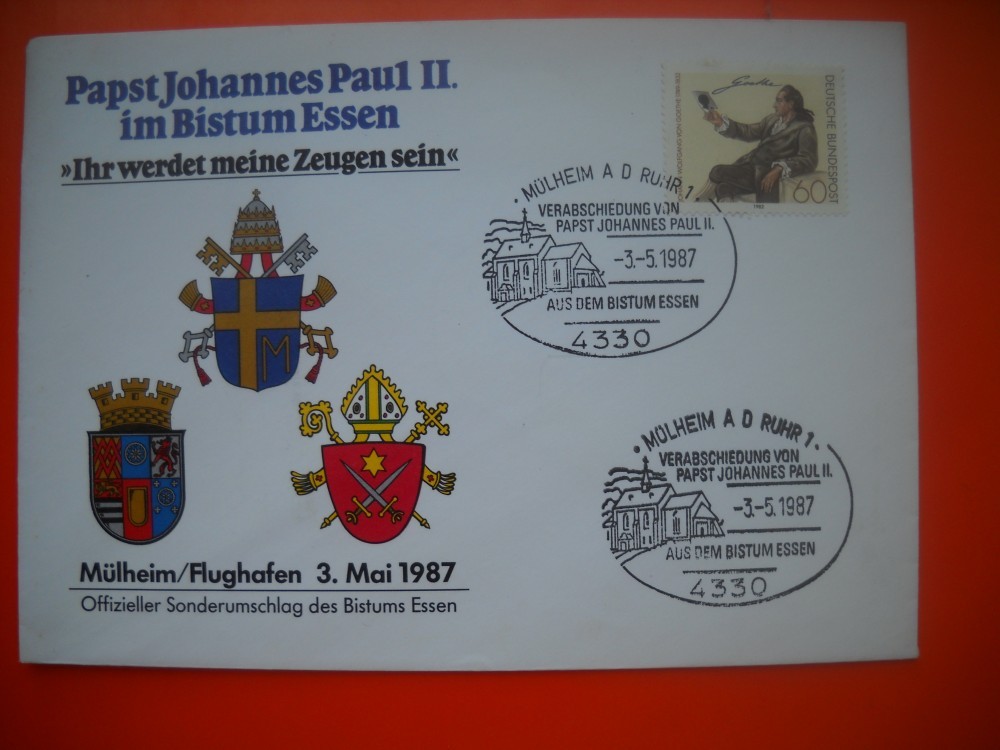 Papst Johannes Paul II.
im Bistum Essen
»Ihr werdet meine Zeugen sein«
M
Mülheim/Flughafen 3. Mai 1987
Offizieller Sonderumschlag des Bistums Essen
Goethe
DEUTSCHE BUNDESPOST
60
1982
MÜLHEIM A D RUHR 1
VERABSCHIEDUNG VON
PAPST JOHANNES PAUL II.
-3.-5.1987
AUS DEM BISTUM ESSEN
4330
MÜLHEIM A D RUHR 1
VERABSCHIEDUNG VON
PAPST JOHANNES PAUL II.
-3.-5.1987
AUS DEM BISTUM ESSEN
4330